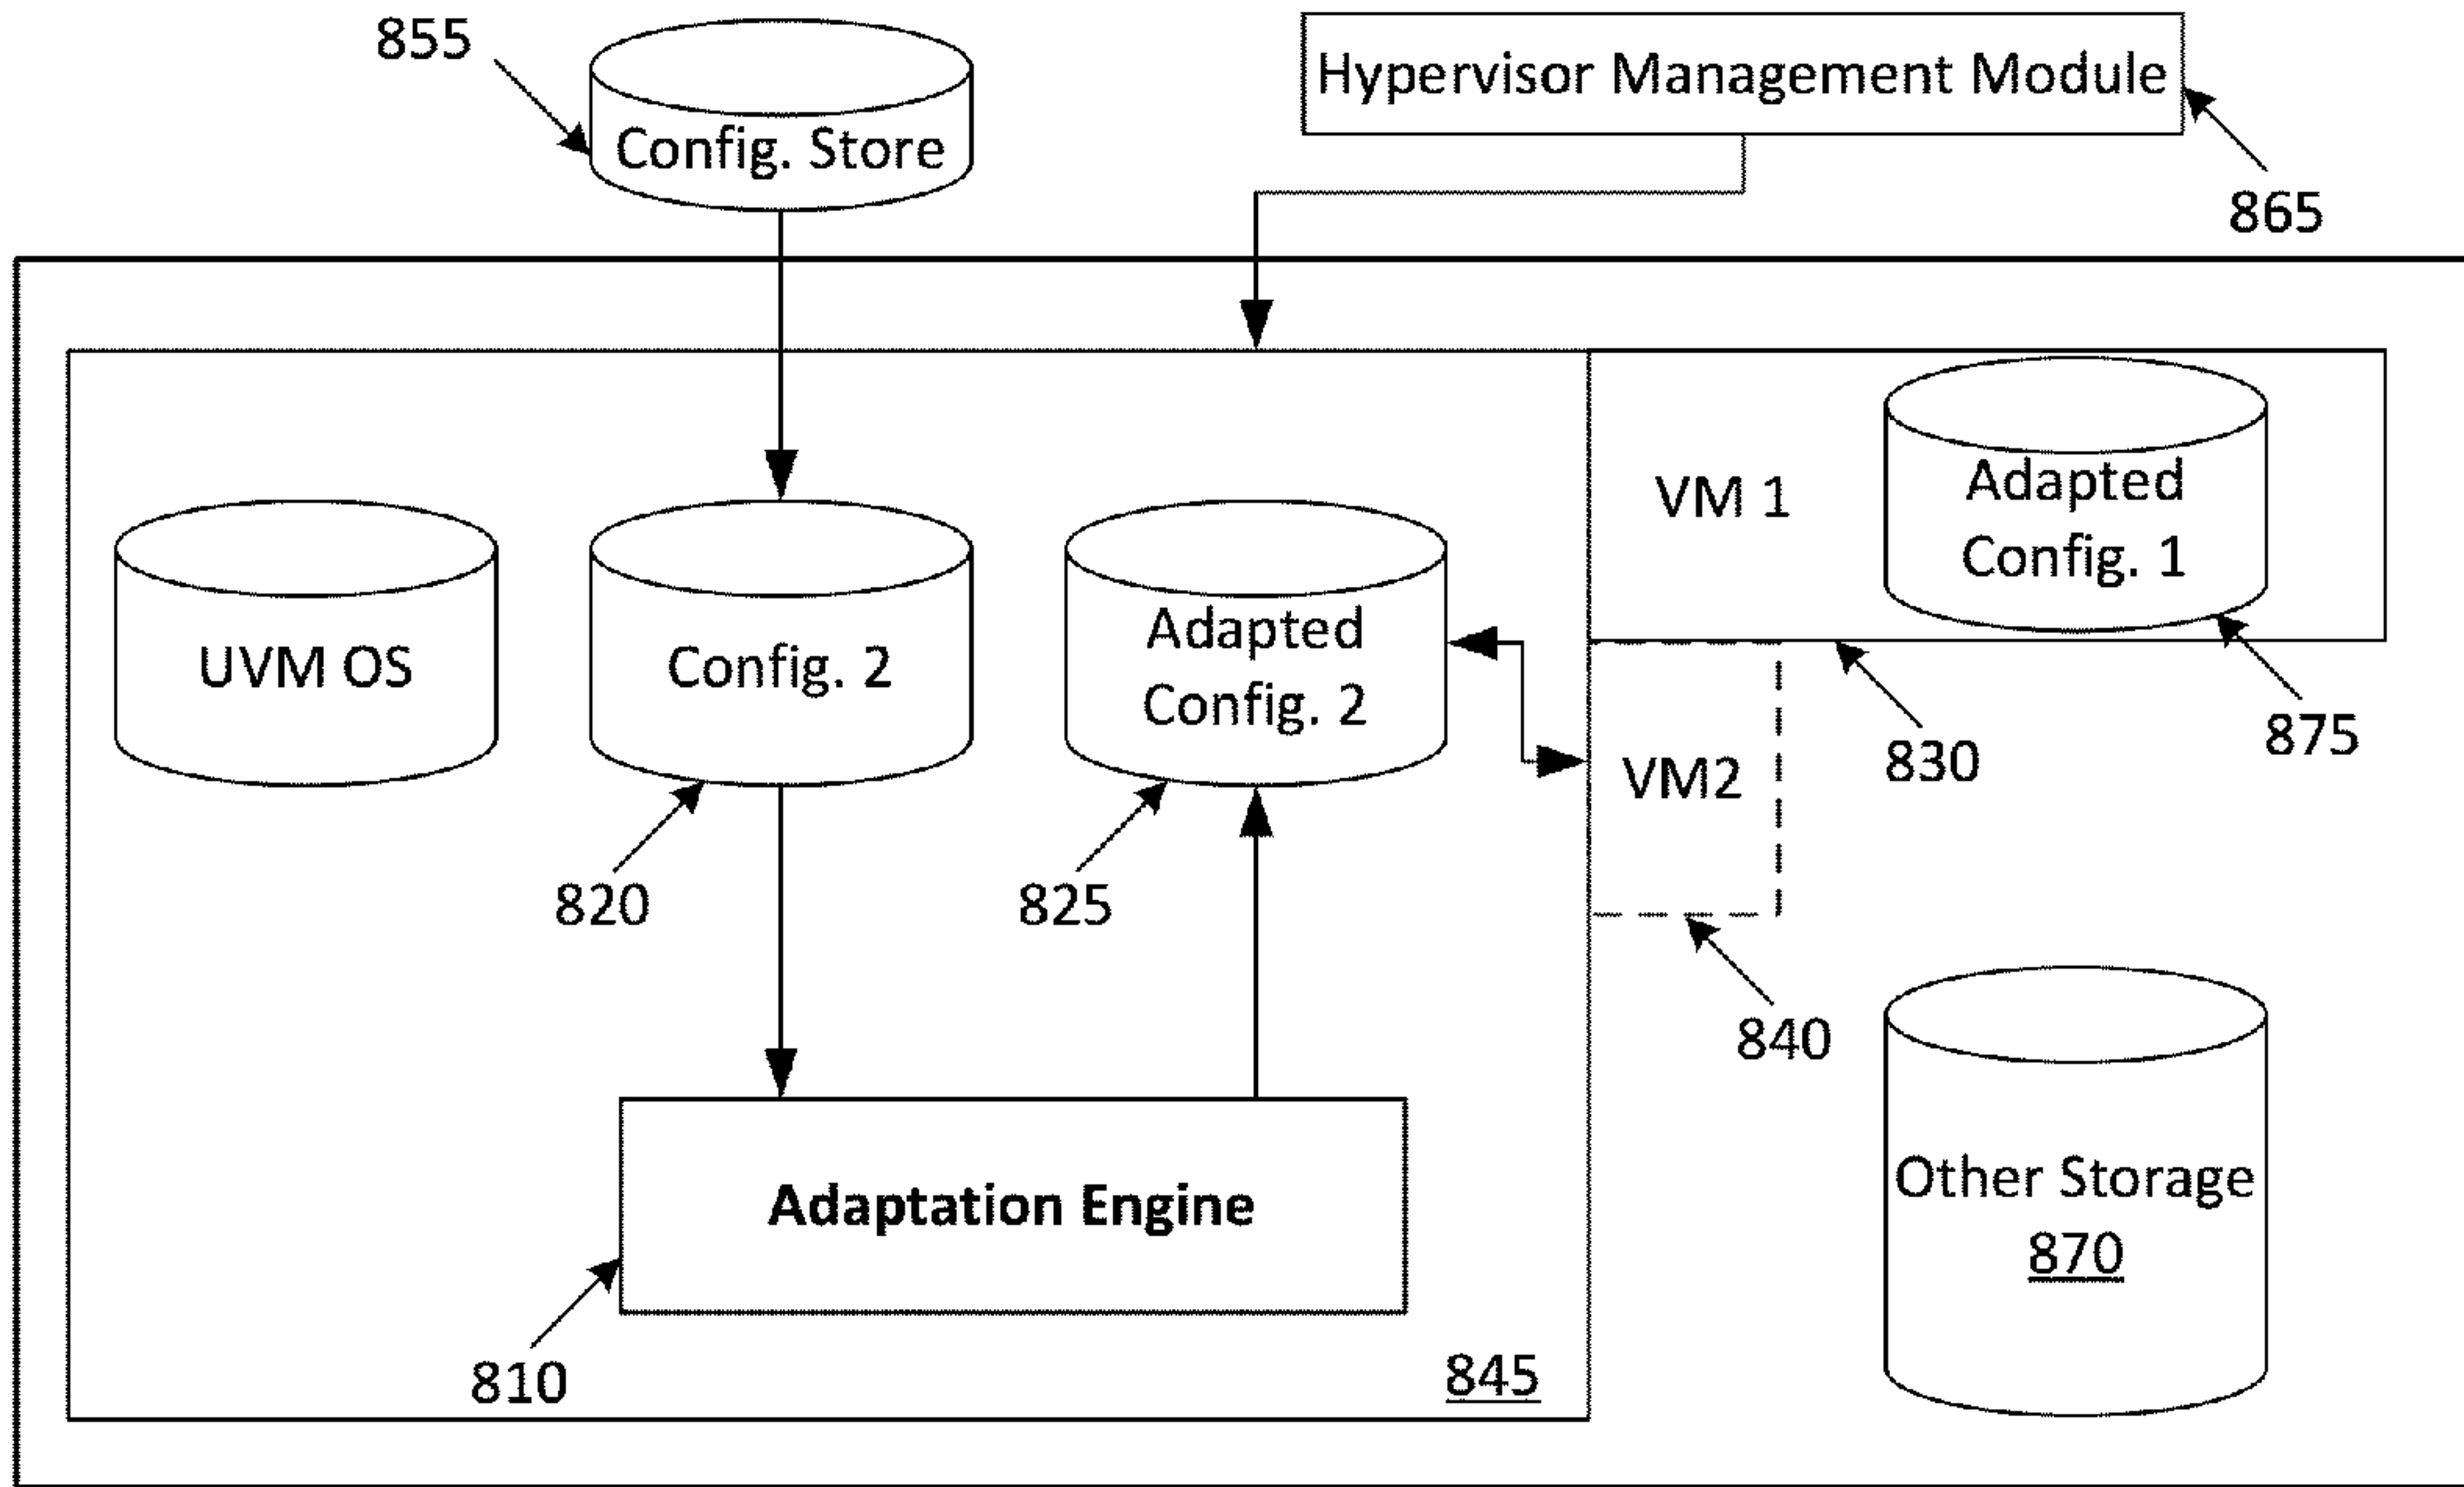 855
Config. Store
Hypervisor Management Module
865
UVM OS
Config. 2
Adapted
Config. 2
VM 1
Adapted
Config. 1
VM2
830
875
820
825
840
Adaptation Engine
810
845
Other Storage
870